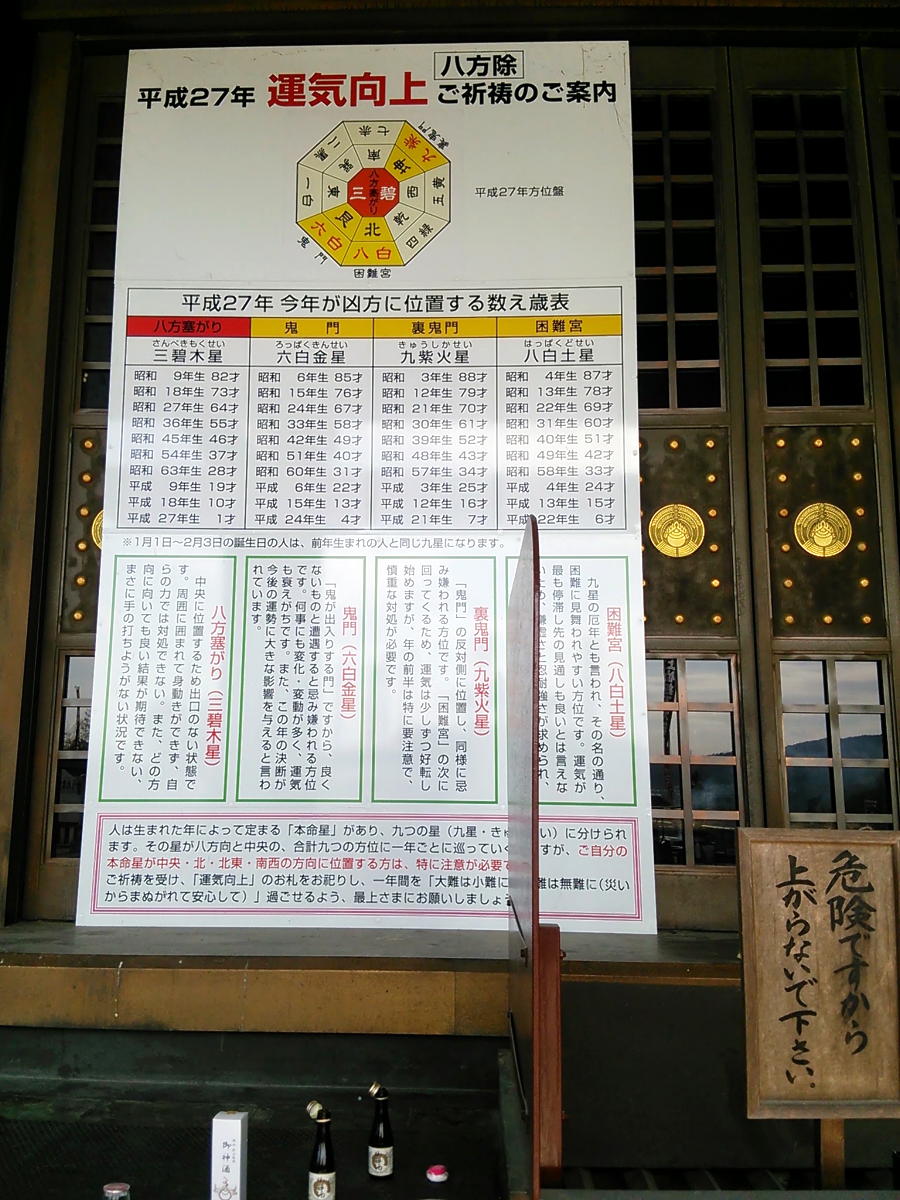 八方除
平成27年 運気向上 ご祈祷のご案内
七赤
裏鬼門
九紫
二黒
南
坤
巽
一白
東
八方塞がり
三碧
西
五黄
艮
北
乾
四緑
六白
八白
鬼門
困難宮
平成27年方位盤
平成27年 今年が凶方に位置する数え歳表
八方塞がり 鬼門 裏鬼門 困難宮
さんぺきもくせい ろっぱくきんせい きゅうしかせい はっぱくどせい
三碧木星 六白金星 九紫火星 八白土星
昭和 9年生 82才 昭和 6年生 85才 昭和 3年生 88才 昭和 4年生 87才
昭和 18年生 73才 昭和 15年生 76才 昭和 12年生 79才 昭和 13年生 78才
昭和 27年生 64才 昭和 24年生 67才 昭和 21年生 70才 昭和 22年生 69才
昭和 36年生 55才 昭和 33年生 58才 昭和 30年生 61才 昭和 31年生 60才
昭和 45年生 46才 昭和 42年生 49才 昭和 39年生 52才 昭和 40年生 51才
昭和 54年生 37才 昭和 51年生 40才 昭和 48年生 43才 昭和 49年生 42才
昭和 63年生 28才 昭和 60年生 31才 昭和 57年生 34才 昭和 58年生 33才
平成 9年生 19才 平成 6年生 22才 平成 3年生 25才 平成 4年生 24才
平成 18年生 10才 平成 15年生 13才 平成 12年生 16才 平成 13年生 15才
平成 27年生 1才 平成 24年生 4才 平成 21年生 7才 平成 22年生 6才
※1月1日〜2月3日の誕生日の人は、前年生まれの人と同じ九星になります。
困難宮（八白土星）
九星の厄年とも言われ、その名の通り、
困難に見舞われやすい方位です。運気が
最も停滞し先の見通しも良いとは言えな
いため、謙虚さと忍耐強さが求められ、
裏鬼門（九紫火星）
「鬼門」の反対側に位置し、同様に忌
み嫌われる方位です。「困難宮」の次に
回ってくるため、運気は少しずつ好転し
始めますが、年の前半は特に要注意で、
慎重な対処が必要です。
鬼門（六白金星）
「鬼が出入りする門」ですから、良く
ないものと遭遇すると忌み嫌われる方位
です。何事にも変化・変動が多く、運気
も衰えがちです。また、この年の決断が
今後の運勢に大きな影響を与えると言わ
れています。
八方塞がり（三碧木星）
中央に位置するため出口のない状態で
す。周囲に囲まれて身動きができず、自
らの力では対処できない。また、どの方
向に向いても良い結果が期待できない、
まさに手の打ちようがない状況です。
人は生まれた年によって定まる「本命星」があり、九つの星（九星・きゅ い）に分けられ
ます。その星が八方向と中央の、合計九つの方位に一年ごとに巡ってい すが、ご自分の
本命星が中央・北・北東・南西の方向に位置する方は、特に注意が必要で
ご祈祷を受け、「運気向上」のお札をお祀りし、一年間を「大難は小難に 難は無難に（災い
からまぬがれて安心して）」過ごせるよう、最上さまにお願いしましょう
危険ですから
上がらないで下さい。
御神酒